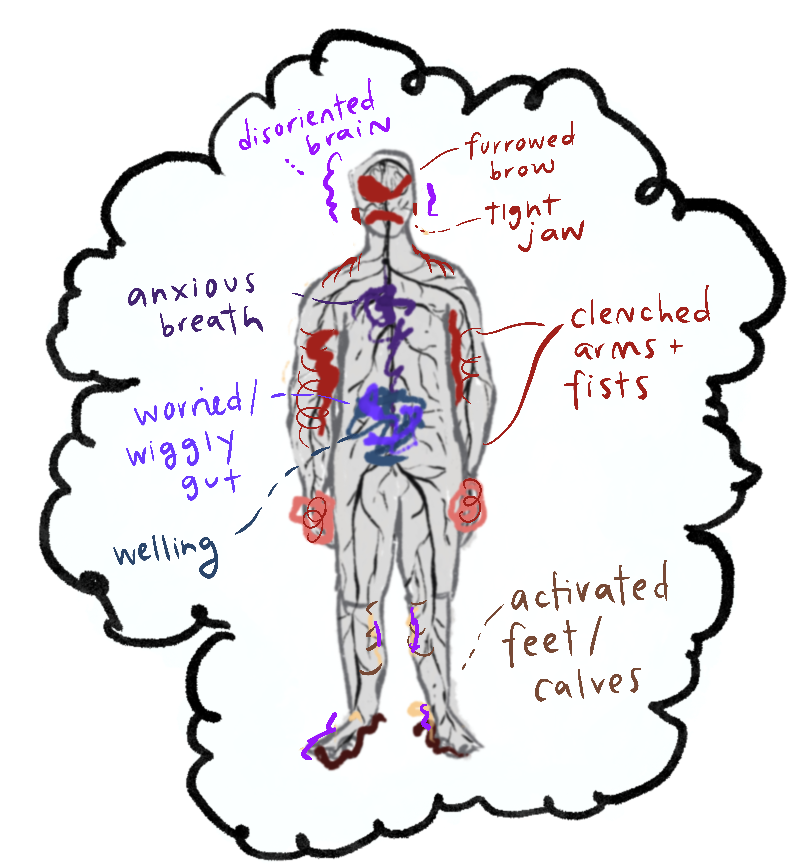 disoriented
brain
furrowed
brow
tight
jaw
anxious
breath
clenched
arms +
fists
worried/
wiggly
gut
welling
activated
feet/
calves